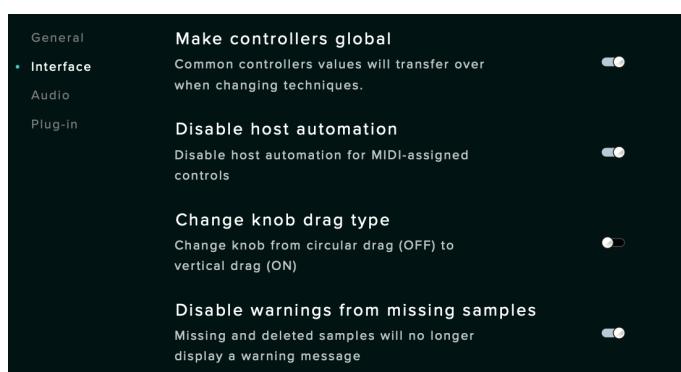 General
Interface
Audio
Plug-in
Make controllers global
Common controllers values will transfer over
when changing techniques.
Disable host automation
Disable host automation for MIDI-assigned
controls
Change knob drag type
Change knob from circular drag (OFF) to
vertical drag (ON)
Disable warnings from missing samples
Missing and deleted samples will no longer
display a warning message